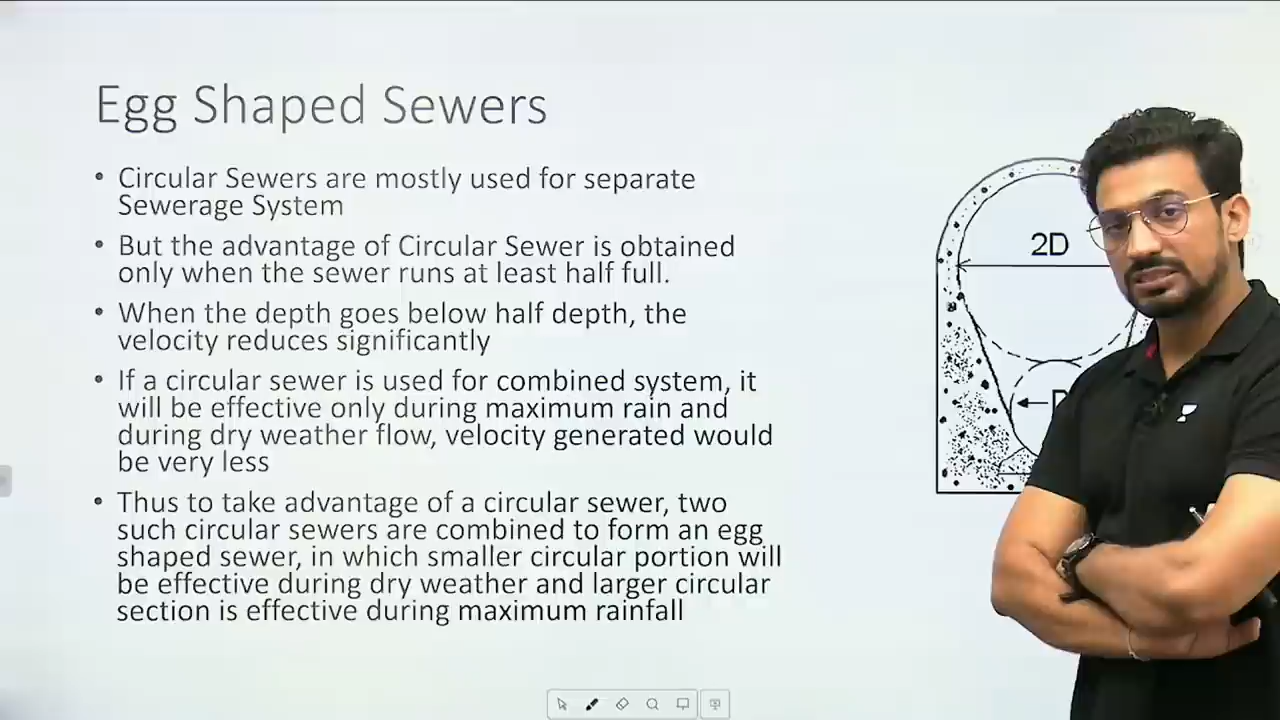 Egg Shaped Sewers
• Circular Sewers are mostly used for separate
Sewerage System
• But the advantage of Circular Sewer is obtained
only when the sewer runs at least half full.
• When the depth goes below half depth, the
velocity reduces significantly
• If a circular sewer is used for combined system, it
will be effective only during maximum rain and
during dry weather flow, velocity generated would
be very less
• Thus to take advantage of a circular sewer, two
such circular sewers are combined to form an egg
shaped sewer, in which smaller circular portion will
be effective during dry weather and larger circular
section is effective during maximum rainfall
2D